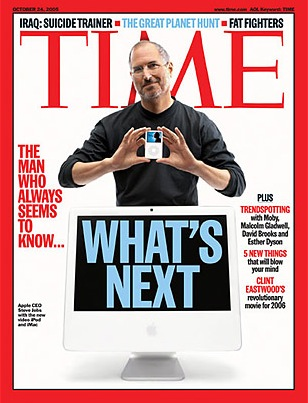 OCTOBER 24, 2005
www.time.com AOL Keyword: TIME
IRAQ: SUICIDE TRAINER ■ THE GREAT PLANET HUNT ■ FAT FIGHTERS
TIME
THE
MAN
WHO
ALWAYS
SEEMS
TO
KNOW...
WHAT'S
NEXT
PLUS
TRENDSPOTTING
with Moby,
Malcolm Gladwell,
David Brooks and
Esther Dyson
5 NEW THINGS
that will blow
your mind
CLINT
EASTWOOD'S
revolutionary
movie for 2006
Apple CEO
Steve Jobs
with the new
video iPod
and iMac